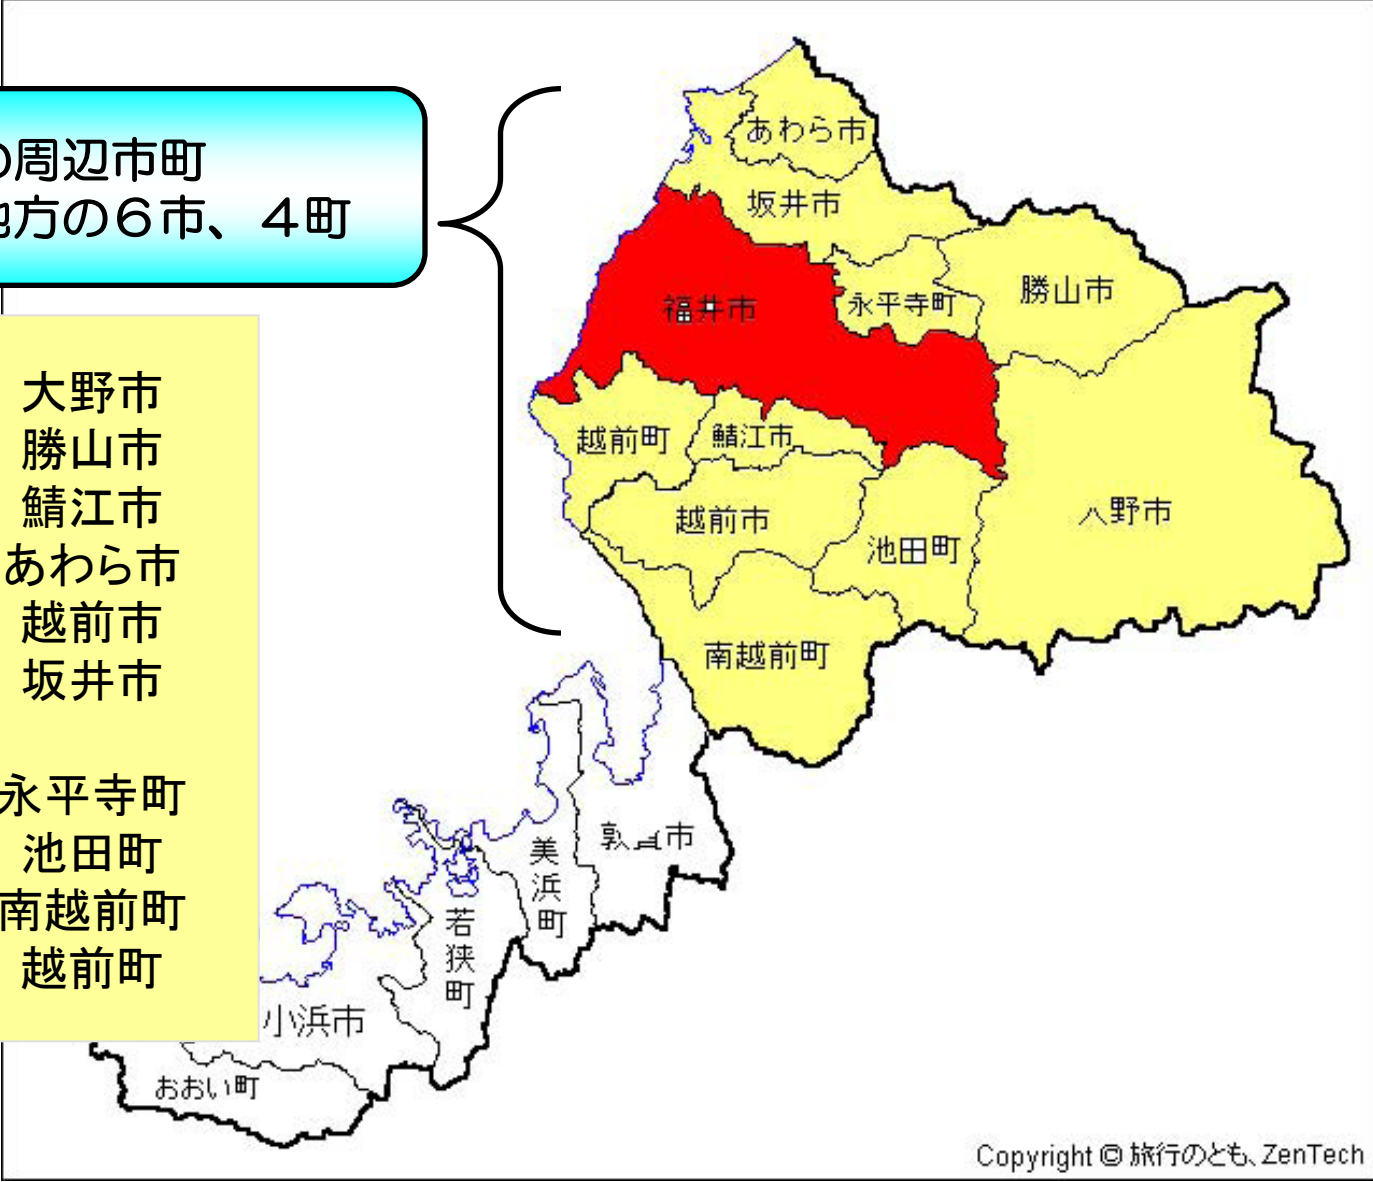 の周辺市町
地方の6市、4町
大野市
勝山市
鯖江市
あわら市
越前市
坂井市
永平寺町
池田町
南越前町
越前町
あわら市
坂井市
福井市
永平寺町
勝山市
越前町
鯖江市
越前市
池田町
大野市
南越前町
敦賀市
美浜町
若狭町
小浜市
おおい町
Copyright © 旅行のとも、ZenTech